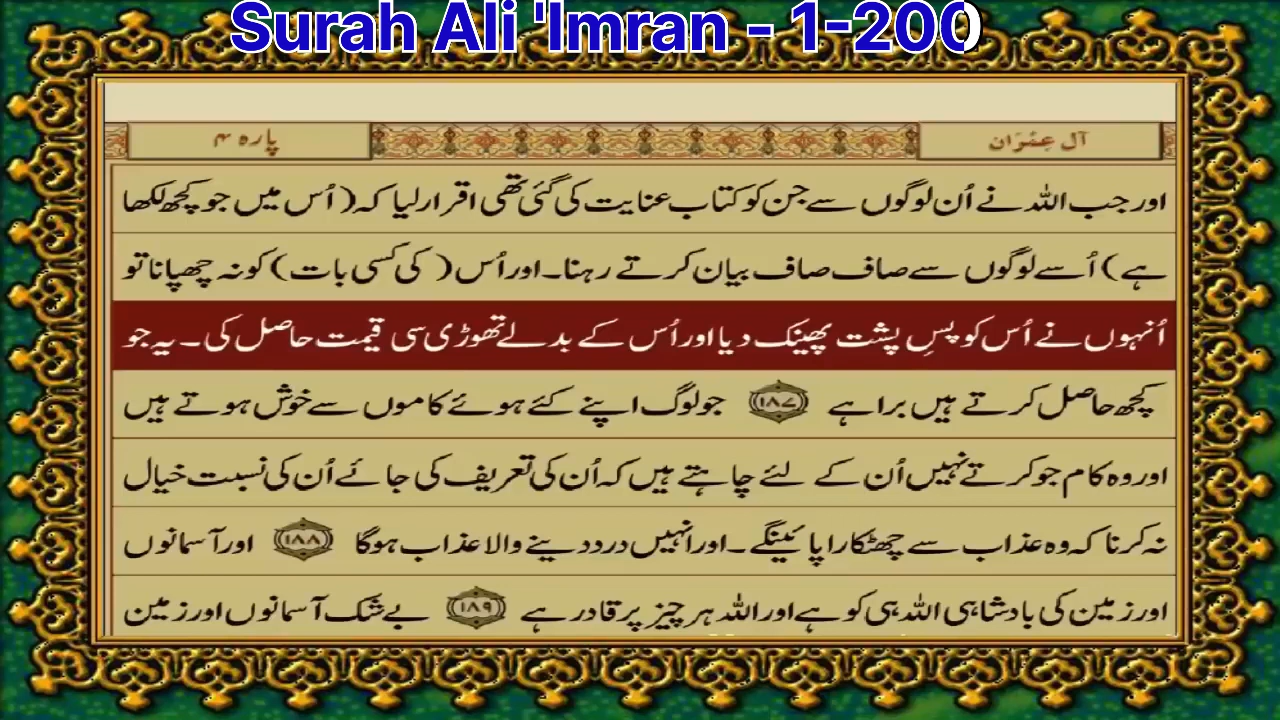 Surah Ali 'Imran - 1-200
آل عِمْرَان
پارہ ۴
اور جب اللہ نے اُن لوگوں سے جن کو کتاب عنایت کی گئی تھی اقرار لیا کہ (اُس میں جو کچھ لکھا
ہے) اُسے لوگوں سے صاف صاف بیان کرتے رہنا۔ اور اُس (کی کسی بات) کو نہ چھپانا تو
اُنہوں نے اُس کو پسِ پشت پھینک دیا اور اُس کے بدلے تھوڑی سی قیمت حاصل کی۔ یہ جو
کچھ حاصل کرتے ہیں برا ہے ۱۸۷ جو لوگ اپنے کئے ہوئے کاموں سے خوش ہوتے ہیں
اور وہ کام جو کرتے نہیں اُن کے لئے چاہتے ہیں کہ اُن کی تعریف کی جائے اُن کی نسبت خیال
نہ کرنا کہ وہ عذاب سے چھٹکارا پائینگے۔ اور انہیں درد دینے والا عذاب ہوگا ۱۸۸ اور آسمانوں
اور زمین کی بادشاہی اللہ ہی کو ہے اور اللہ ہر چیز پر قادر ہے ۱۸۹ بے شک آسمانوں اور زمین